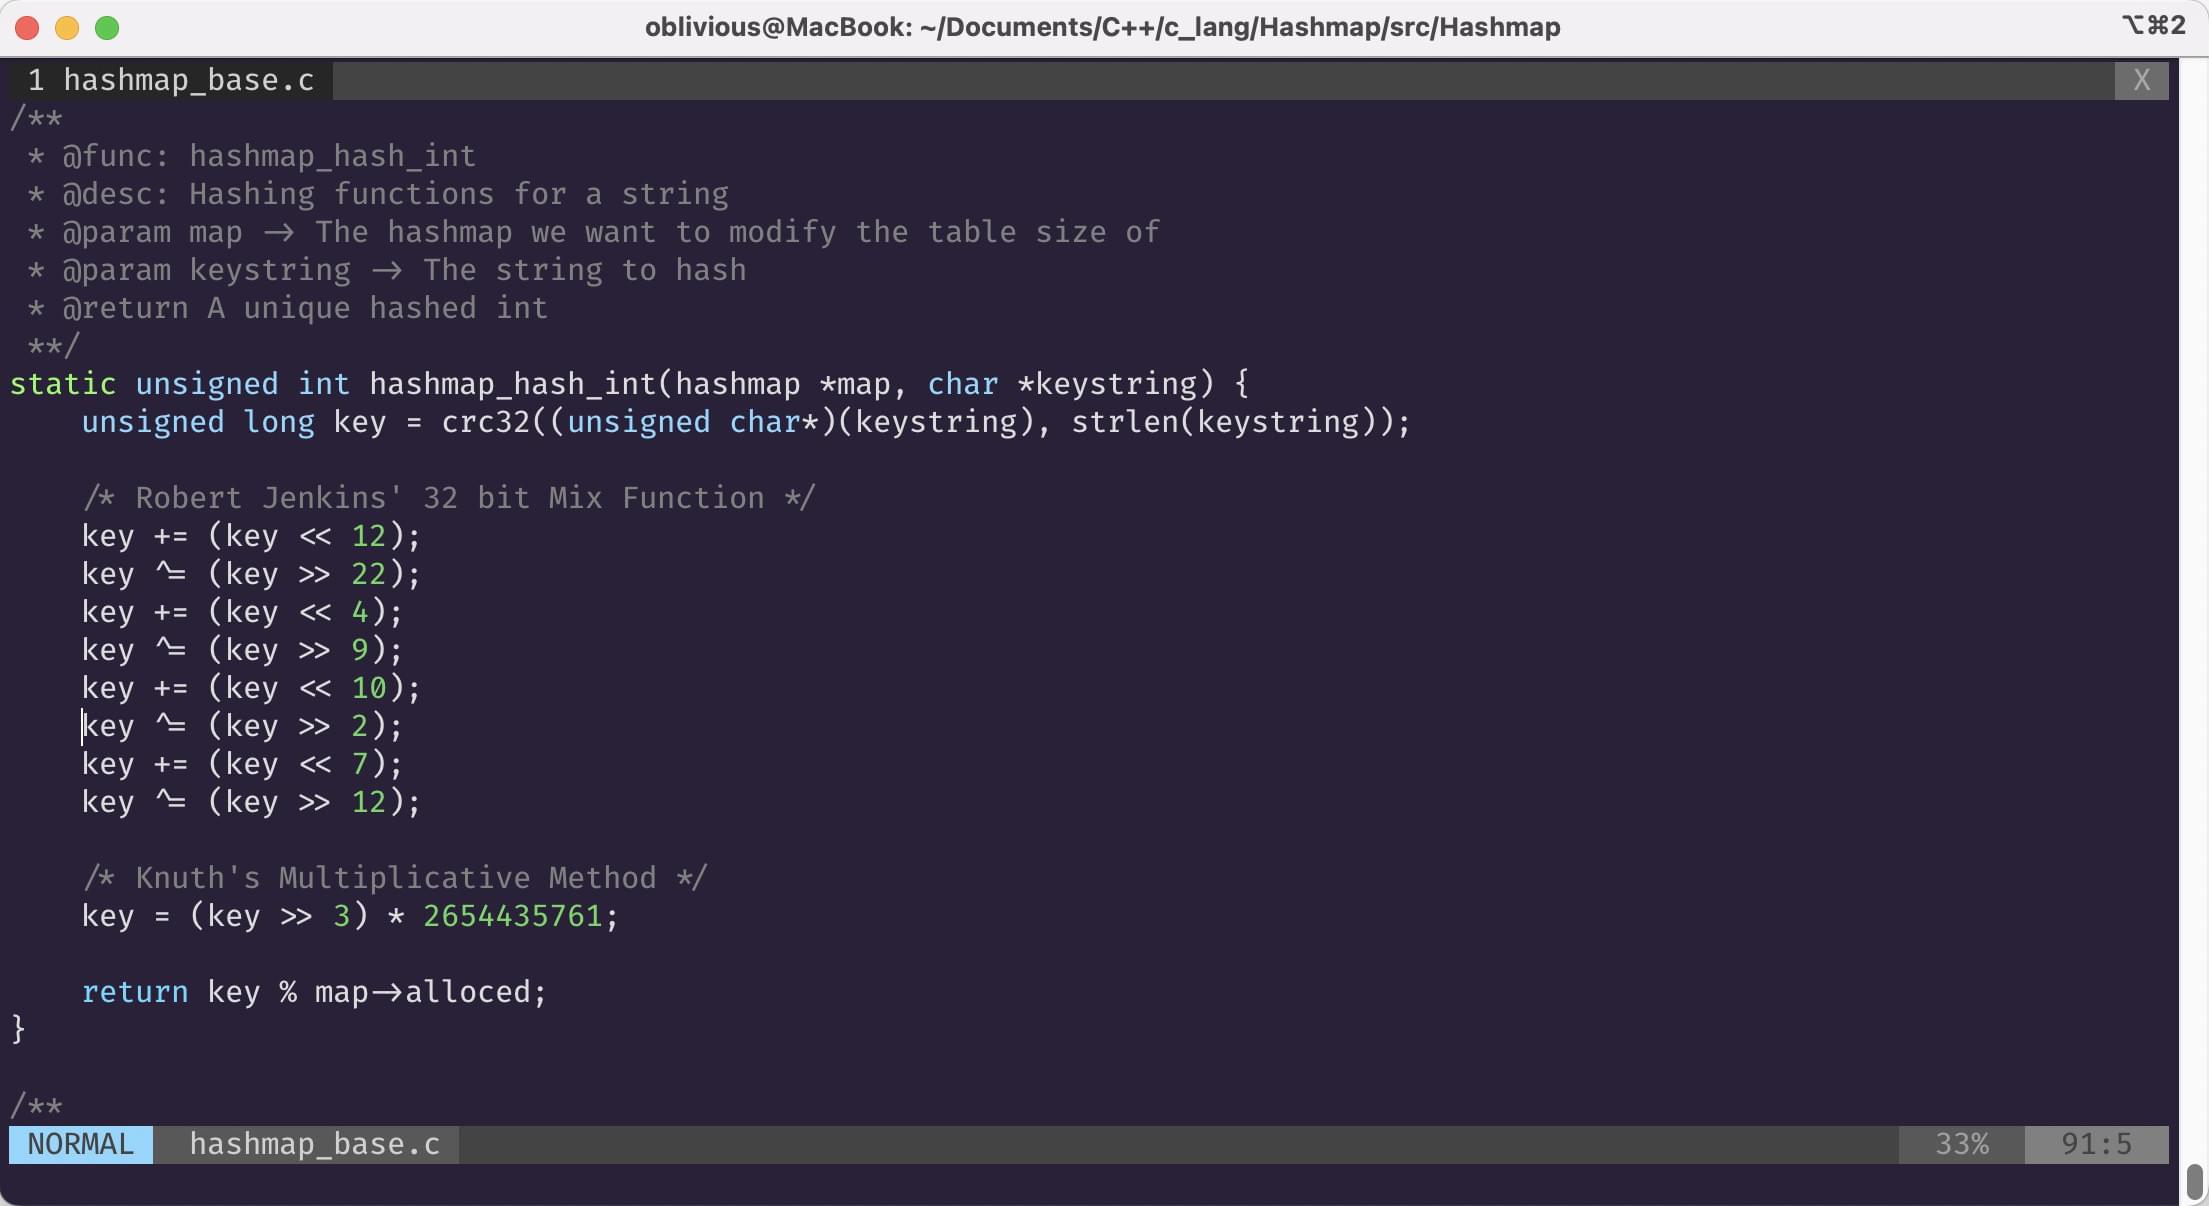 oblivious@MacBook: ~/Documents/C++/c_lang/Hashmap/src/Hashmap ⌥⌘2
1 hashmap_base.c X
/**
 * @func: hashmap_hash_int
 * @desc: Hashing functions for a string
 * @param map -> The hashmap we want to modify the table size of
 * @param keystring -> The string to hash
 * @return A unique hashed int
 **/
static unsigned int hashmap_hash_int(hashmap *map, char *keystring) {
    unsigned long key = crc32((unsigned char*)(keystring), strlen(keystring));
    /* Robert Jenkins' 32 bit Mix Function */
    key += (key << 12);
    key ^= (key >> 22);
    key += (key << 4);
    key ^= (key >> 9);
    key += (key << 10);
    key ^= (key >> 2);
    key += (key << 7);
    key ^= (key >> 12);
    /* Knuth's Multiplicative Method */
    key = (key >> 3) * 2654435761;
    return key % map->alloced;
}
/**
NORMAL hashmap_base.c 33% 91:5